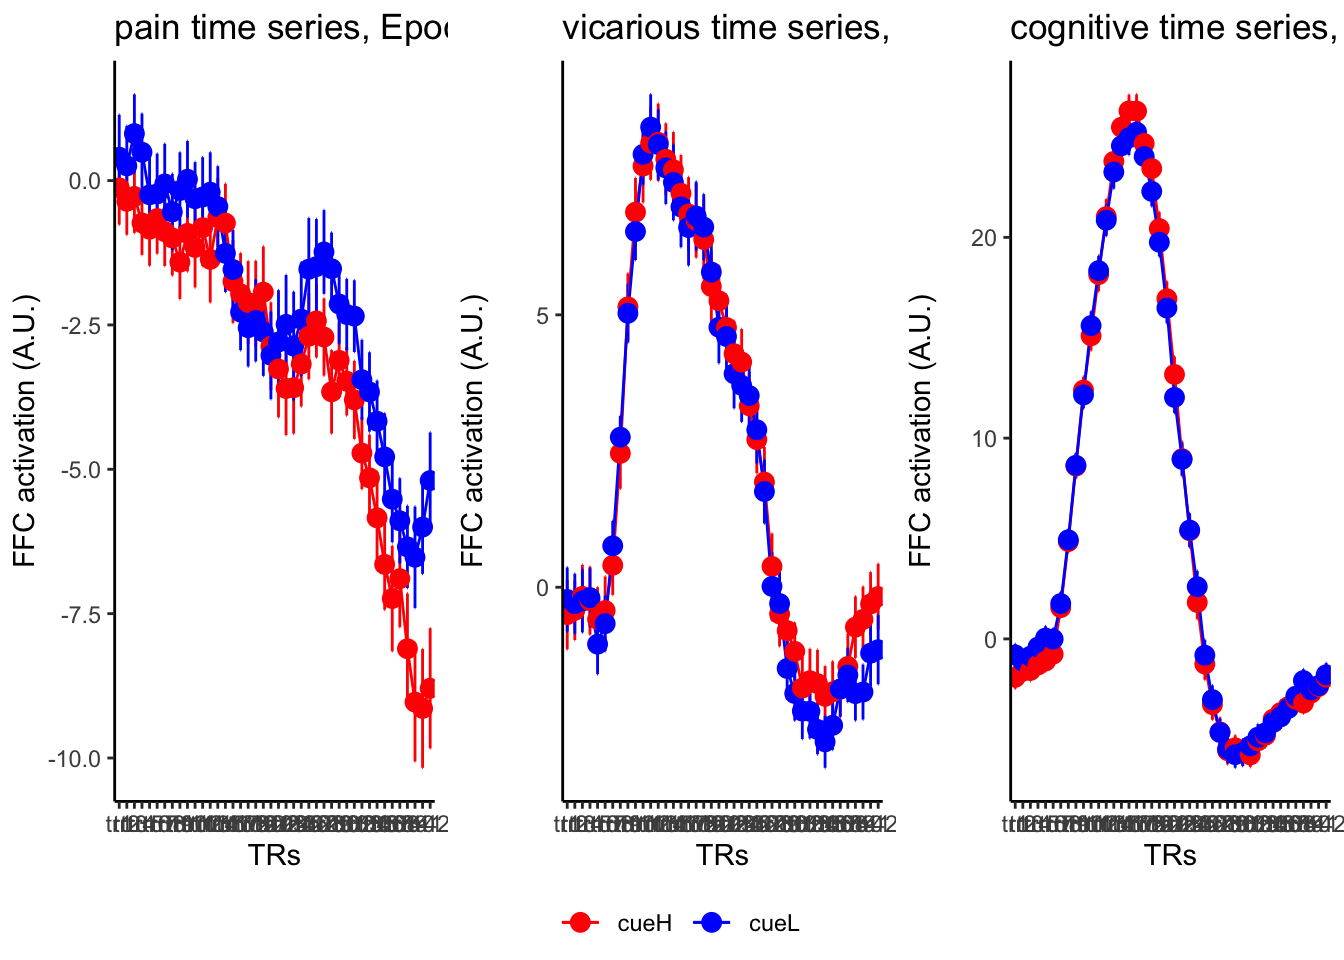 pain time series, Epoc
vicarious time series,
cognitive time series,
FFC activation (A.U.)
0.0
-2.5
-5.0
-7.5
-10.0
TRs
FFC activation (A.U.)
5
0
TRs
FFC activation (A.U.)
20
10
0
TRs
cueH
cueL